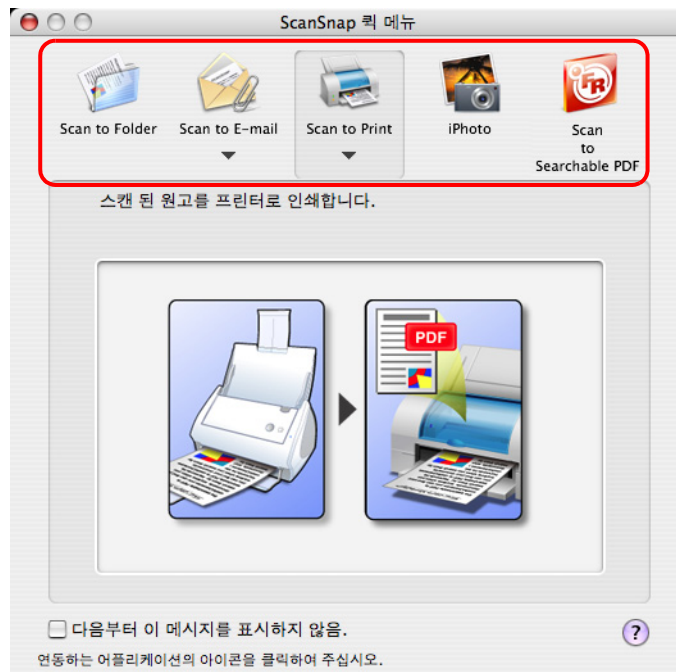 ScanSnap 퀵 메뉴
Scan to Folder
Scan to E-mail
Scan to Print
iPhoto
Scan
to
Searchable PDF
스캔 된 원고를 프린터로 인쇄합니다.
PDF
다음부터 이 메시지를 표시하지 않음.
?
연동하는 어플리케이션의 아이콘을 클릭하여 주십시오.